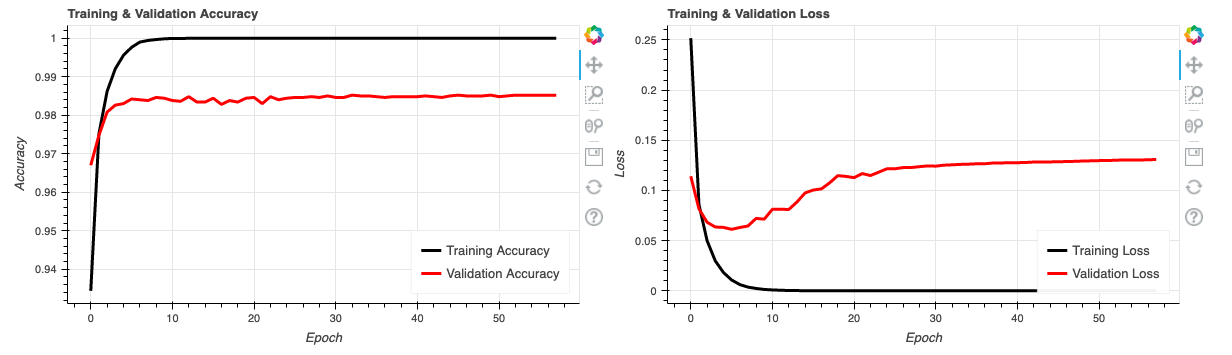 Training & Validation Accuracy
1
0.99
0.98
0.97
0.96
0.95
0.94
Accuracy
Training Accuracy
Validation Accuracy
0 10 20 30 40 50
Epoch
Training & Validation Loss
0.25
0.2
0.15
0.1
0.05
0
Loss
Training Loss
Validation Loss
0 10 20 30 40 50
Epoch